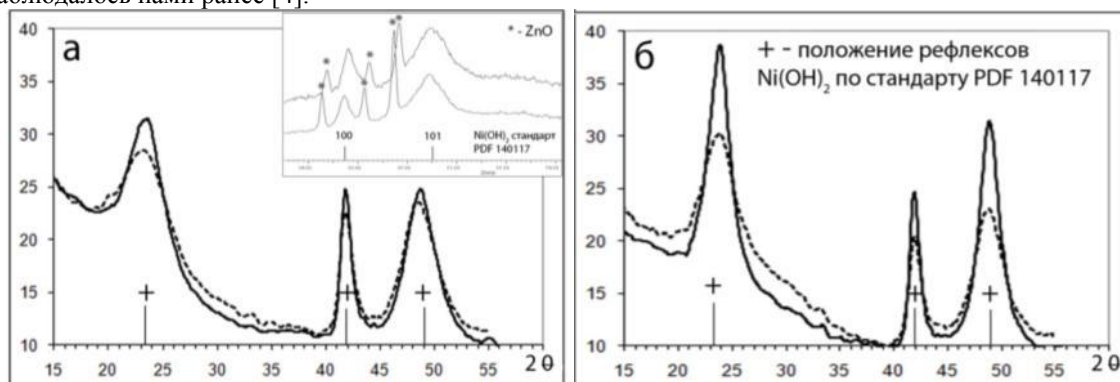 аблюдалось нами ранее [4].
а
* - ZnO
100
101
Ni(OH)2 стандарт
PDF 140117
40
35
30
25
20
15
10
15 20 25 30 35 40 45 50 55 2θ
б
+ - положение рефлексов
Ni(OH)2 по стандарту PDF 140117
40
35
30
25
20
15
10
15 20 25 30 35 40 45 50 55 2θ